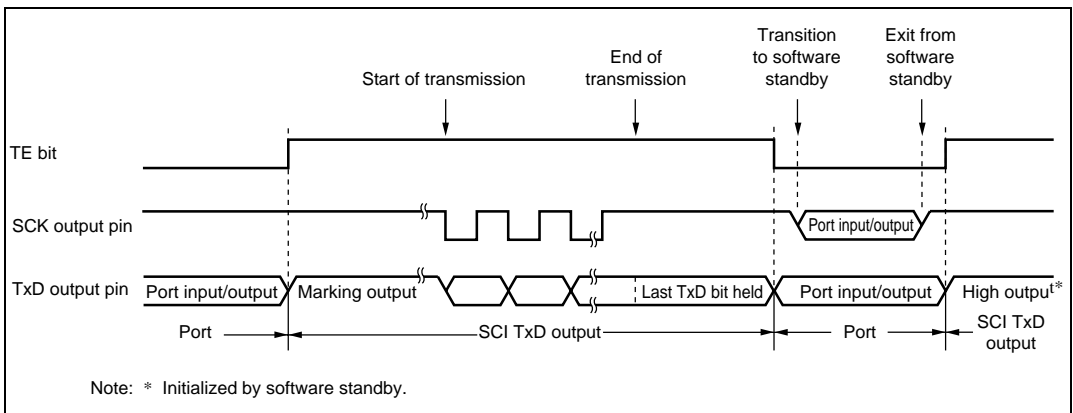 Transition
to software
standby
Exit from
software
standby
End of
transmission
Start of transmission
TE bit
SCK output pin
Port input/output
TxD output pin
Port input/output
Marking output
Last TxD bit held
Port input/output
High output*
Port
SCI TxD output
Port
SCI TxD
output
Note: * Initialized by software standby.